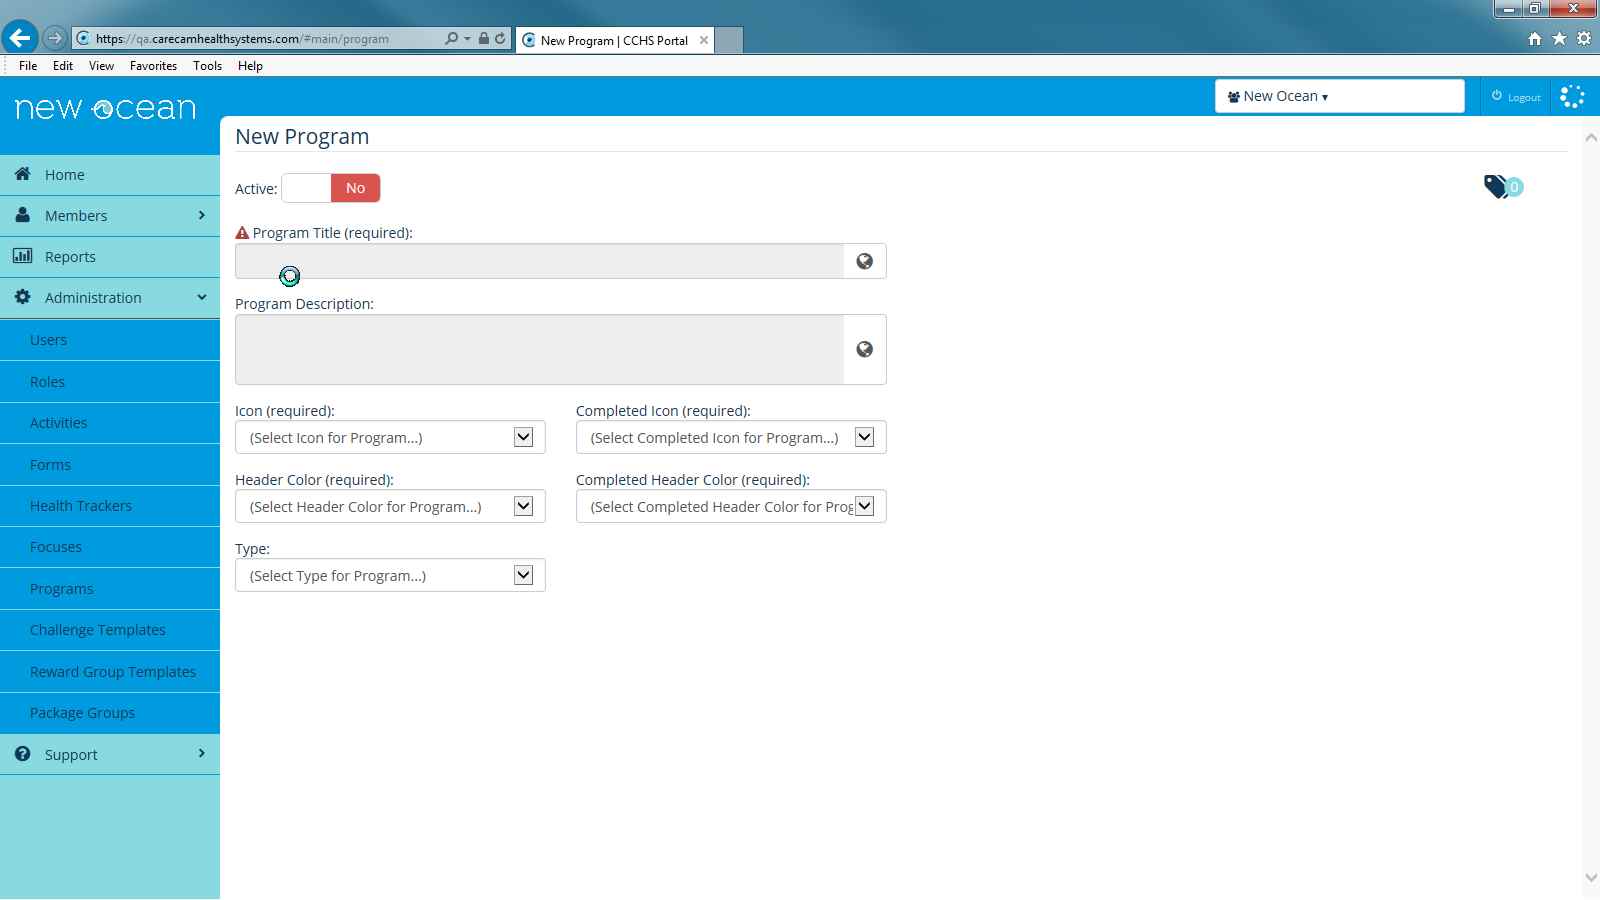 https://qa.carecamhealthsystems.com/#main/program
New Program | CCHS Portal
File Edit View Favorites Tools Help
new ocean
New Ocean
Logout
New Program
Home
Members
Reports
Administration
Users
Roles
Activities
Forms
Health Trackers
Focuses
Programs
Challenge Templates
Reward Group Templates
Package Groups
Support
Active: No
0
Program Title (required):
Program Description:
Icon (required): Completed Icon (required):
(Select Icon for Program...) (Select Completed Icon for Program...)
Header Color (required): Completed Header Color (required):
(Select Header Color for Program...) (Select Completed Header Color for Prog
Type:
(Select Type for Program...)